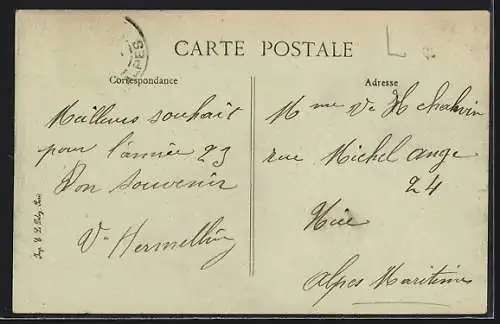 CARTE POSTALE
Correspondance
Adresse
Meilleurs souhait
pour l'année 23
Bon souvenir
Vve Hermellin
Mme Vve H
rue Michel ange
24
Nice
Alpes Maritimes
ALPES